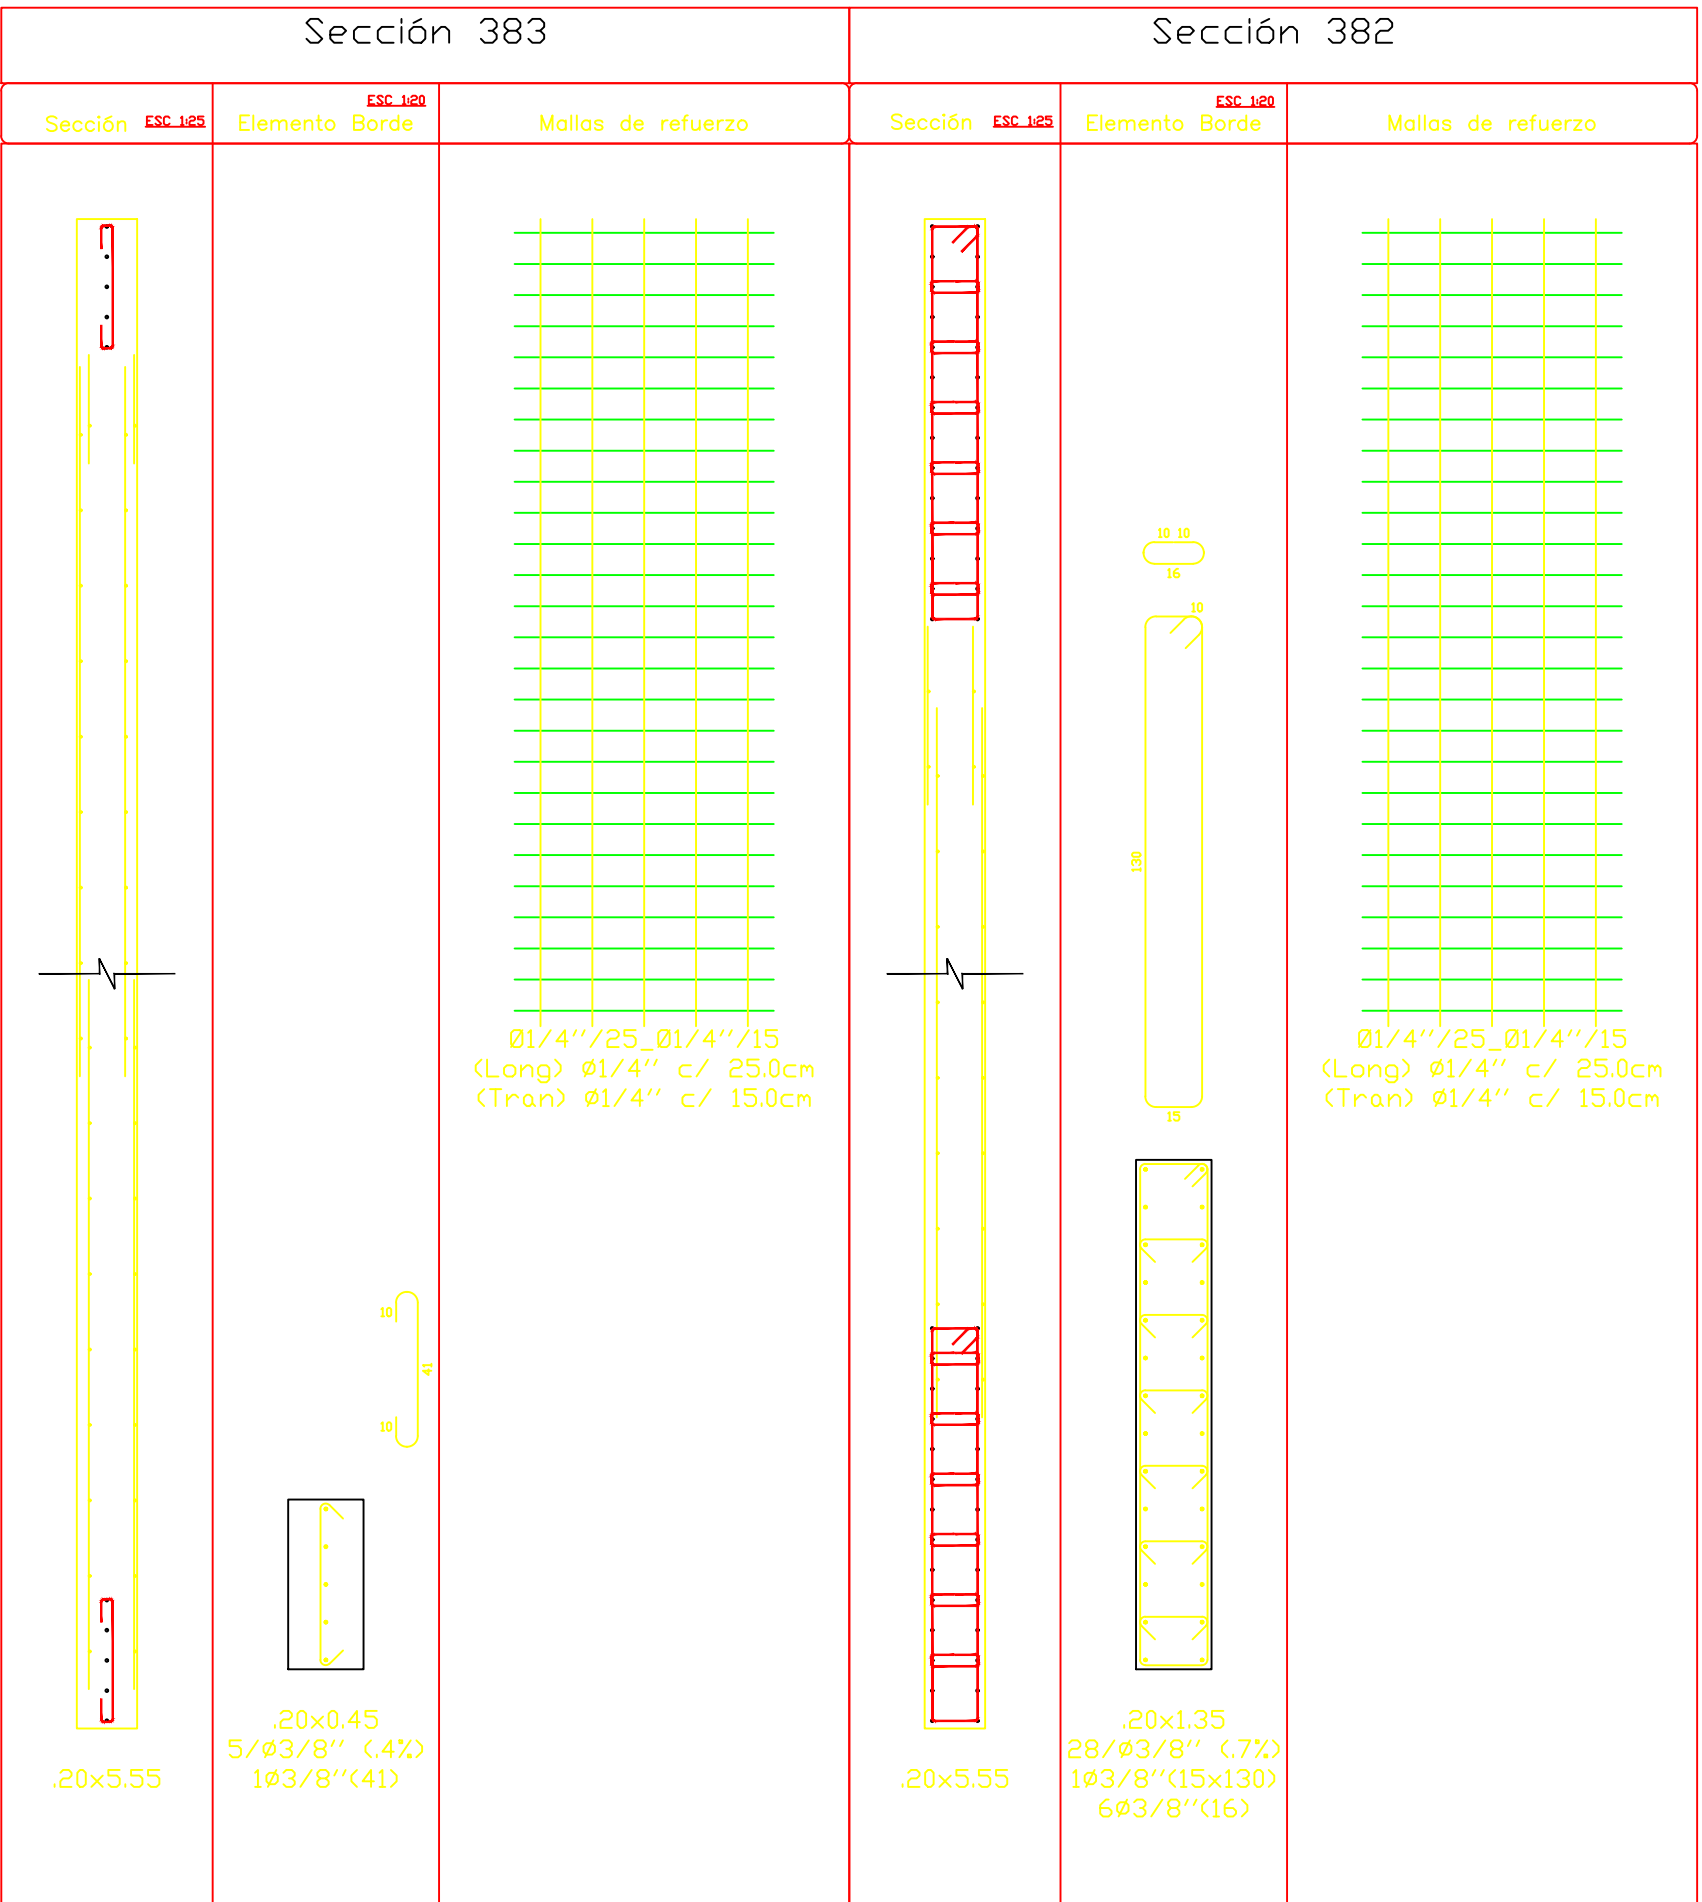 Sección 383
Sección ESC 1:25
ESC 1:20
Elemento Borde
Mallas de refuerzo
Ø1/4''/25_Ø1/4''/15
(Long) Ø1/4'' c/ 25.0cm
(Tran) Ø1/4'' c/ 15.0cm
10
41
10
.20x0.45
5/Ø3/8'' (.4%)
1Ø3/8''(41)
.20x5.55
Sección 382
Sección ESC 1:25
ESC 1:20
Elemento Borde
Mallas de refuerzo
10 10
16
10
130
15
Ø1/4''/25_Ø1/4''/15
(Long) Ø1/4'' c/ 25.0cm
(Tran) Ø1/4'' c/ 15.0cm
.20x1.35
28/Ø3/8'' (.7%)
1Ø3/8''(15x130)
6Ø3/8''(16)
.20x5.55